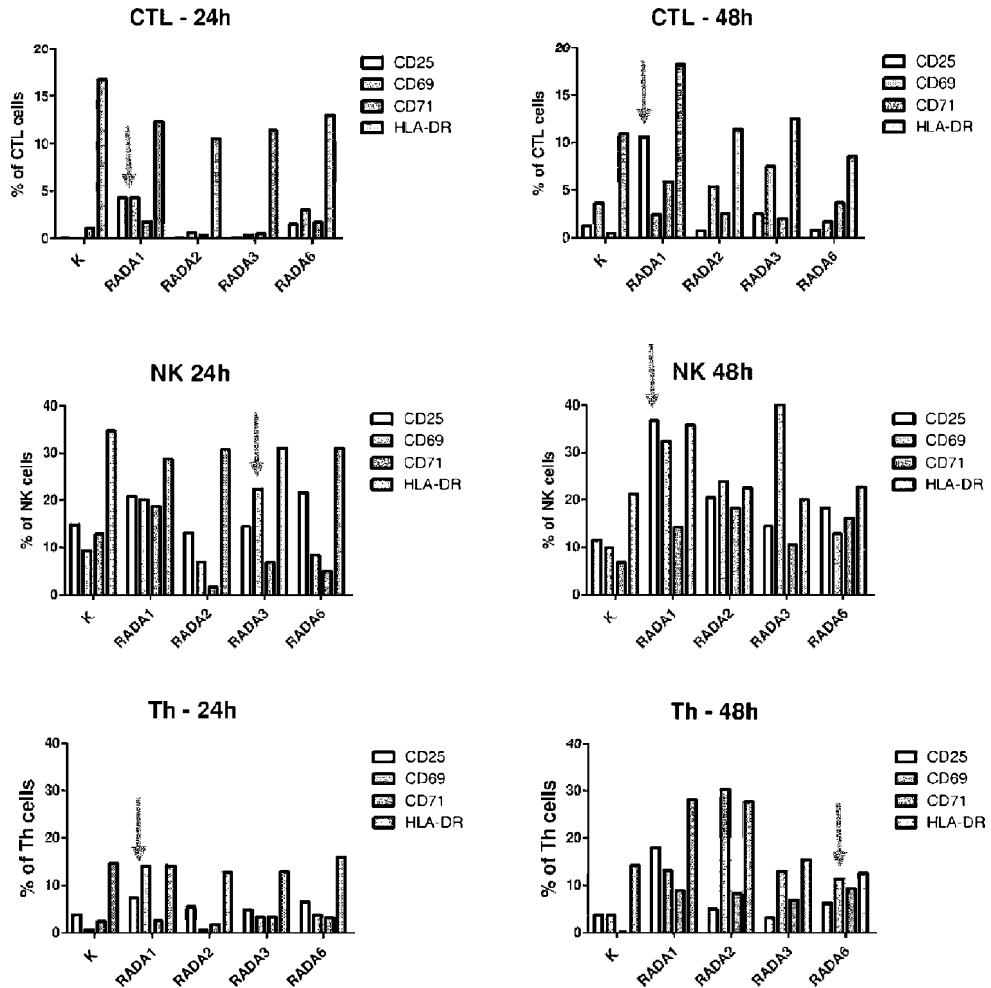 CTL - 24h
% of CTL cells
20
15
10
5
0
K
RADA1
RADA2
RADA3
RADA6
CD25
CD69
CD71
HLA-DR
CTL - 48h
% of CTL cells
20
15
10
5
0
K
RADA1
RADA2
RADA3
RADA6
CD25
CD69
CD71
HLA-DR
NK 24h
% of NK cells
40
30
20
10
0
K
RADA1
RADA2
RADA3
RADA6
CD25
CD69
CD71
HLA-DR
NK 48h
% of NK cells
40
30
20
10
0
K
RADA1
RADA2
RADA3
RADA6
CD25
CD69
CD71
HLA-DR
Th - 24h
% of Th cells
40
30
20
10
0
K
RADA1
RADA2
RADA3
RADA6
CD25
CD69
CD71
HLA-DR
Th - 48h
% of Th cells
40
30
20
10
0
K
RADA1
RADA2
RADA3
RADA6
CD25
CD69
CD71
HLA-DR